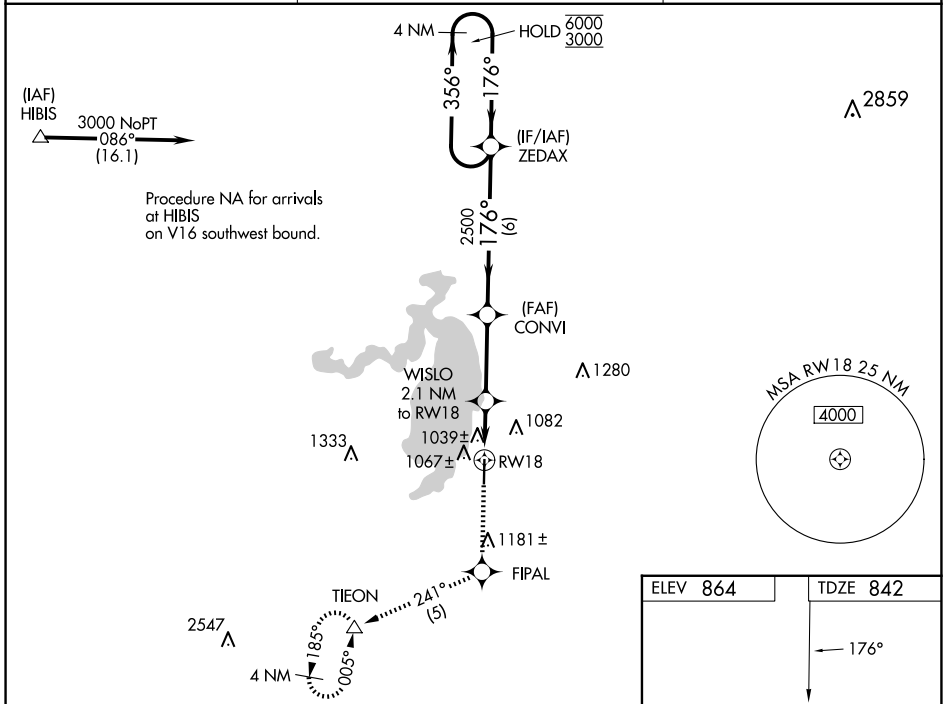 4 NM
HOLD 6000
3000
356°
176°
(IAF)
HIBIS
3000 NoPT
086°
(16.1)
2859
(IF/IAF)
ZEDAX
Procedure NA for arrivals
at HIBIS
on V16 southwest bound.
2500
176°
(6)
(FAF)
CONVI
1280
WISLO
2.1 NM
to RW18
1082
1333
1039±
1067±
RW18
MSA RW18 25 NM
4000
1181±
FIPAL
TIEON
241°
(5)
2547
185°
005°
4 NM
ELEV 864
TDZE 842
176°